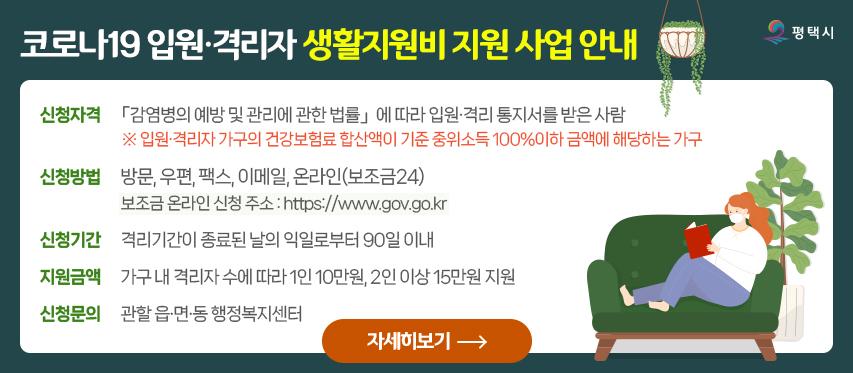 코로나19 입원·격리자 생활지원비 지원 사업 안내
평택시
신청자격 「감염병의 예방 및 관리에 관한 법률」에 따라 입원·격리 통지서를 받은 사람
※ 입원·격리자 가구의 건강보험료 합산액이 기준 중위소득 100%이하 금액에 해당하는 가구
신청방법 방문, 우편, 팩스, 이메일, 온라인(보조금24)
보조금 온라인 신청 주소 : https://www.gov.go.kr
신청기간 격리기간이 종료된 날의 익일로부터 90일 이내
지원금액 가구 내 격리자 수에 따라 1인 10만원, 2인 이상 15만원 지원
신청문의 관할 읍·면·동 행정복지센터
자세히보기 →